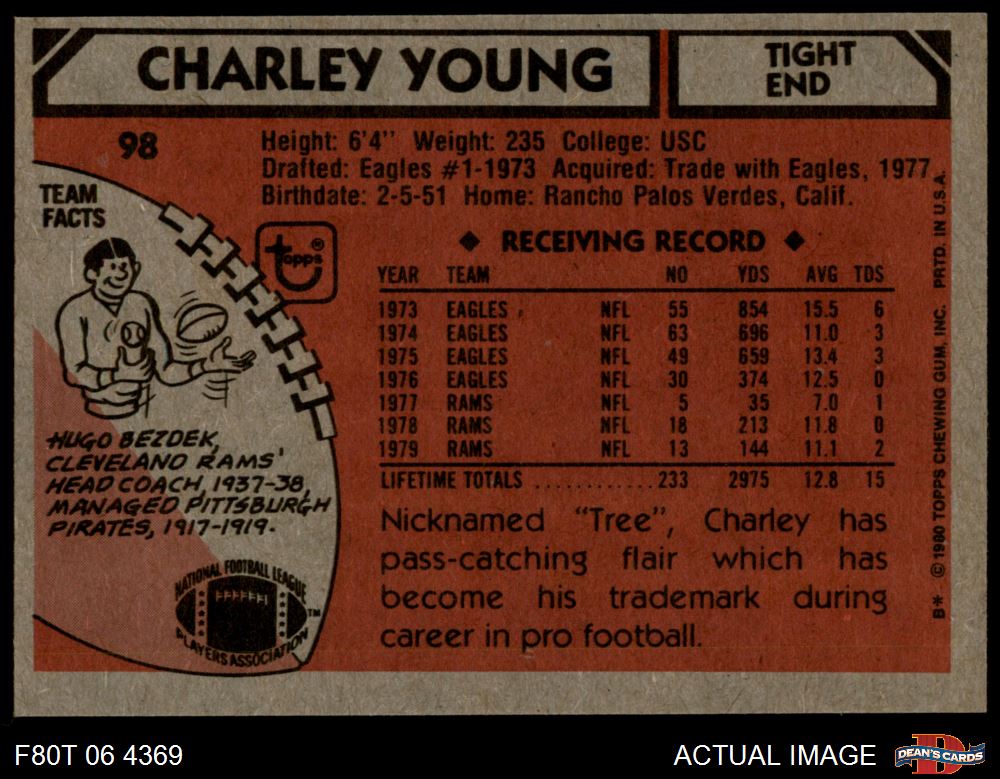 CHARLEY YOUNG
TIGHT
END
98
Height: 6'4'' Weight: 235 College: USC
Drafted: Eagles #1-1973 Acquired: Trade with Eagles, 1977
Birthdate: 2-5-51 Home: Rancho Palos Verdes, Calif.
TEAM
FACTS
topps®
◆ RECEIVING RECORD ◆
YEAR TEAM NO YDS AVG TDS
1973 EAGLES NFL 55 854 15.5 6
1974 EAGLES NFL 63 696 11.0 3
1975 EAGLES NFL 49 659 13.4 3
1976 EAGLES NFL 30 374 12.5 0
1977 RAMS NFL 5 35 7.0 1
1978 RAMS NFL 18 213 11.8 0
1979 RAMS NFL 13 144 11.1 2
LIFETIME TOTALS ............ 233 2975 12.8 15
HUGO BEZDEK,
CLEVELAND RAMS'
HEAD COACH, 1937-38,
MANAGED PITTSBURGH
PIRATES, 1917-1919.
NATIONAL FOOTBALL LEAGUE
PLAYERS ASSOCIATION
TM
Nicknamed “Tree”, Charley has
pass-catching flair which has
become his trademark during
career in pro football.
B* © 1980 TOPPS CHEWING GUM, INC. PRTD. IN U.S.A.
F80T 06 4369
ACTUAL IMAGE
D
DEAN'S CARDS